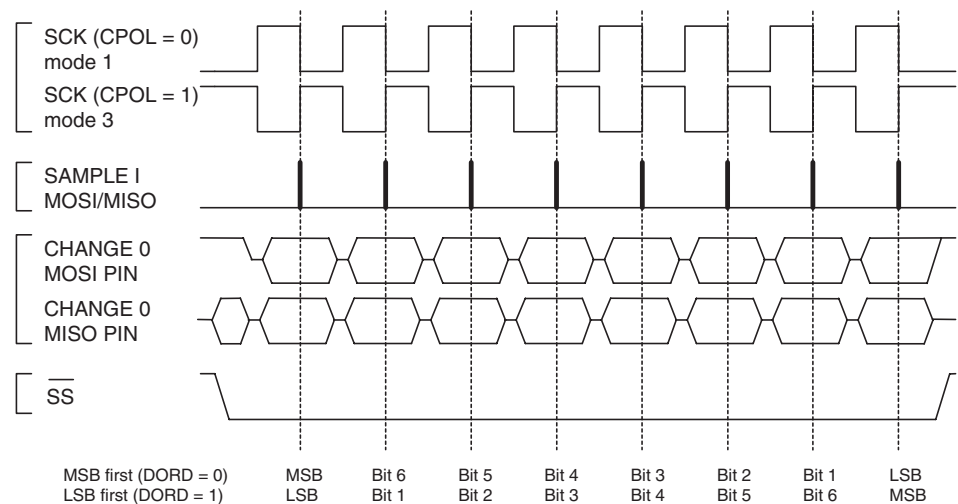 SCK (CPOL = 0)
mode 1
SCK (CPOL = 1)
mode 3
SAMPLE I
MOSI/MISO
CHANGE 0
MOSI PIN
CHANGE 0
MISO PIN
SS
MSB first (DORD = 0) MSB Bit 6 Bit 5 Bit 4 Bit 3 Bit 2 Bit 1 LSB
LSB first (DORD = 1) LSB Bit 1 Bit 2 Bit 3 Bit 4 Bit 5 Bit 6 MSB